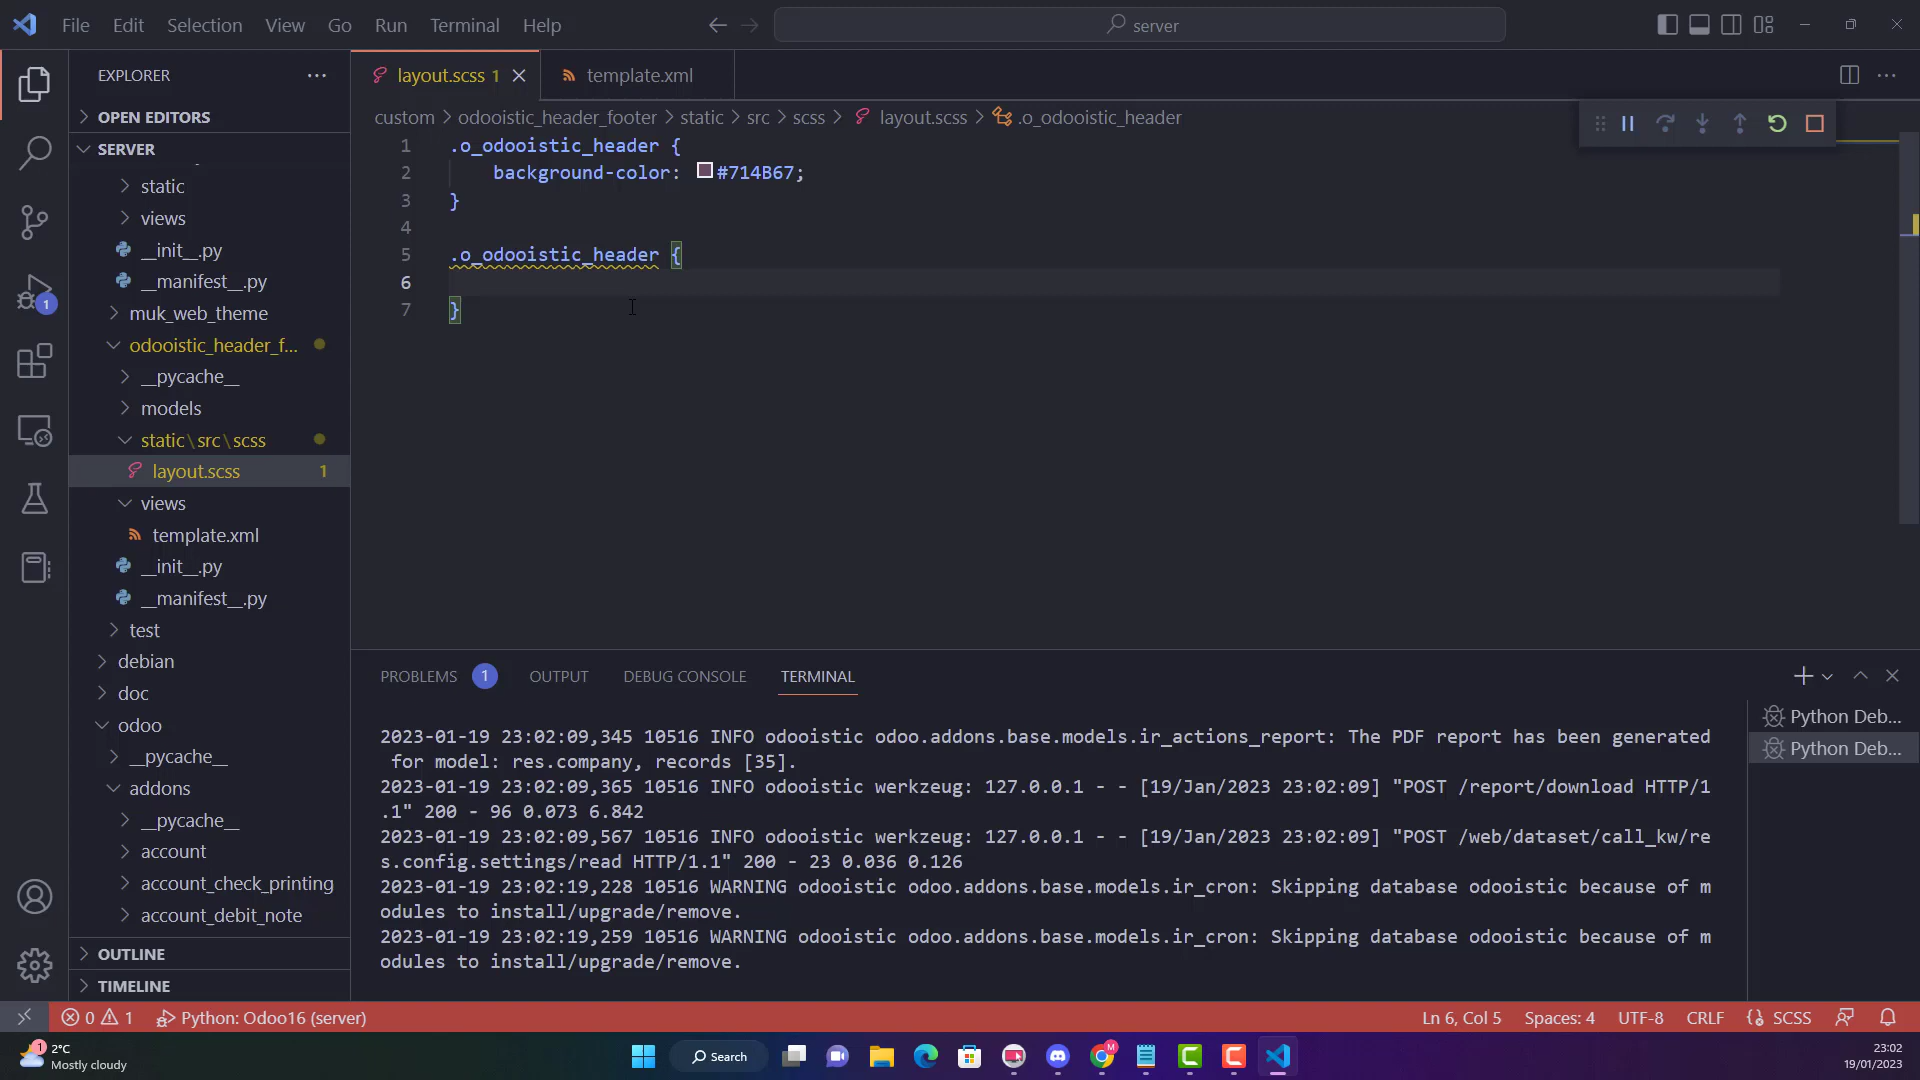 File Edit Selection View Go Run Terminal Help
server
EXPLORER
OPEN EDITORS
SERVER
static
views
__init__.py
__manifest__.py
muk_web_theme
odooistic_header_f...
__pycache__
models
static\src\scss
layout.scss 1
views
template.xml
__init__.py
__manifest__.py
test
debian
doc
odoo
__pycache__
addons
__pycache__
account
account_check_printing
account_debit_note
OUTLINE
TIMELINE
layout.scss 1
template.xml
custom > odooistic_header_footer > static > src > scss > layout.scss > .o_odooistic_header
1 .o_odooistic_header {
2 background-color: #714B67;
3 }
4
5 .o_odooistic_header {
6
7 }
PROBLEMS 1 OUTPUT DEBUG CONSOLE TERMINAL
2023-01-19 23:02:09,345 10516 INFO odooistic odoo.addons.base.models.ir_actions_report: The PDF report has been generated
for model: res.company, records [35].
2023-01-19 23:02:09,365 10516 INFO odooistic werkzeug: 127.0.0.1 - - [19/Jan/2023 23:02:09] "POST /report/download HTTP/1
.1" 200 - 96 0.073 6.842
2023-01-19 23:02:09,567 10516 INFO odooistic werkzeug: 127.0.0.1 - - [19/Jan/2023 23:02:09] "POST /web/dataset/call_kw/re
s.config.settings/read HTTP/1.1" 200 - 23 0.036 0.126
2023-01-19 23:02:19,228 10516 WARNING odooistic odoo.addons.base.models.ir_cron: Skipping database odooistic because of m
odules to install/upgrade/remove.
2023-01-19 23:02:19,259 10516 WARNING odooistic odoo.addons.base.models.ir_cron: Skipping database odooistic because of m
odules to install/upgrade/remove.
Python Deb...
Python Deb...
1
0 1 Python: Odoo16 (server)
Ln 6, Col 5 Spaces: 4 UTF-8 CRLF SCSS
1
2°C
Mostly cloudy
Search
M
23:02
19/01/2023